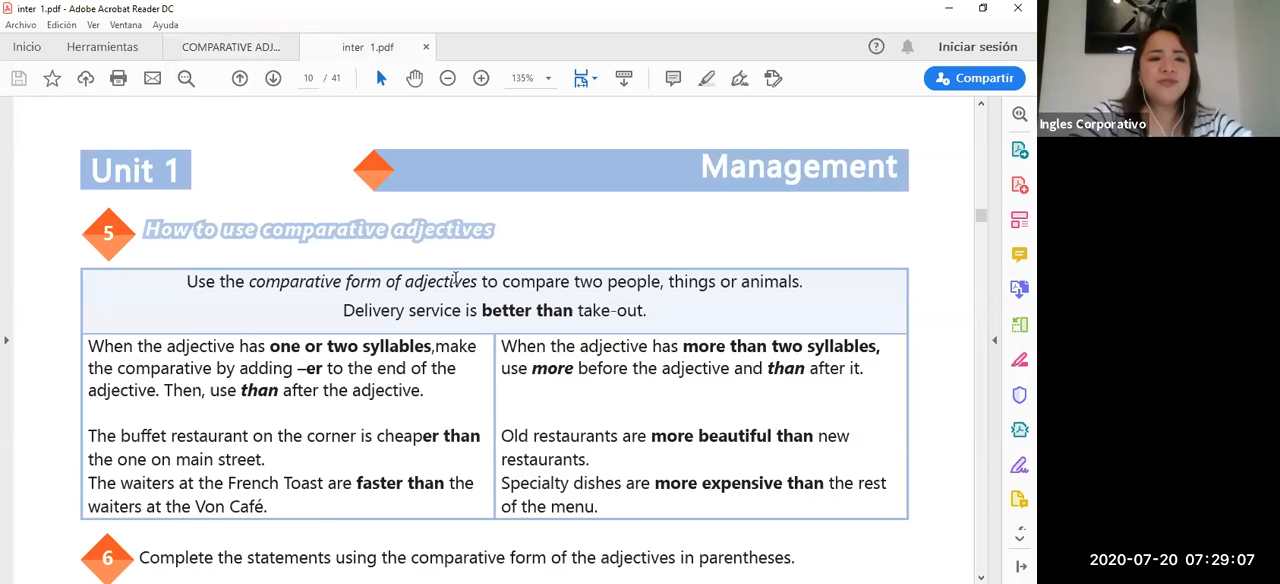 inter 1.pdf - Adobe Acrobat Reader DC
Archivo Edición Ver Ventana Ayuda
Inicio Herramientas COMPARATIVE ADJ... inter 1.pdf × Iniciar sesión
10 / 41 135% Compartir
Unit 1 Management
5 How to use comparative adjectives
Use the comparative form of adjectives to compare two people, things or animals.
Delivery service is better than take-out.
When the adjective has one or two syllables,make
the comparative by adding –er to the end of the
adjective. Then, use than after the adjective.
The buffet restaurant on the corner is cheaper than
the one on main street.
The waiters at the French Toast are faster than the
waiters at the Von Café.
When the adjective has more than two syllables,
use more before the adjective and than after it.
Old restaurants are more beautiful than new
restaurants.
Specialty dishes are more expensive than the rest
of the menu.
6 Complete the statements using the comparative form of the adjectives in parentheses.
Ingles Corporativo
2020-07-20 07:29:07